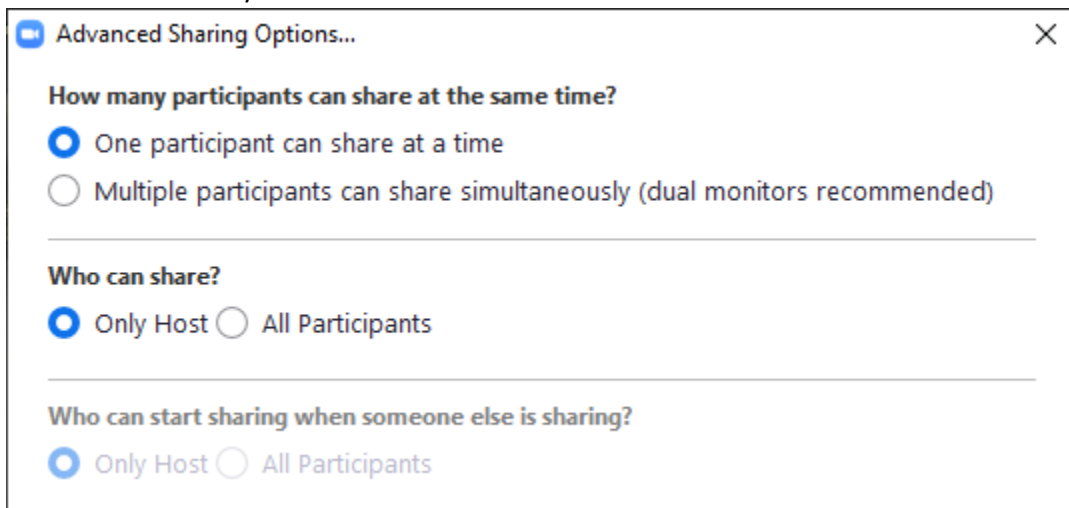 Advanced Sharing Options...
How many participants can share at the same time?
One participant can share at a time
Multiple participants can share simultaneously (dual monitors recommended)
Who can share?
Only Host All Participants
Who can start sharing when someone else is sharing?
Only Host All Participants